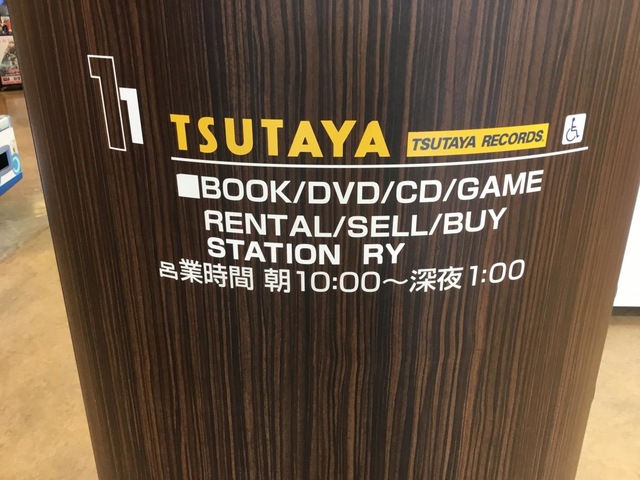 11
TSUTAYA TSUTAYA RECORDS
■BOOK/DVD/CD/GAME
RENTAL/SELL/BUY
STATION RY
営業時間 朝10:00～深夜1:00